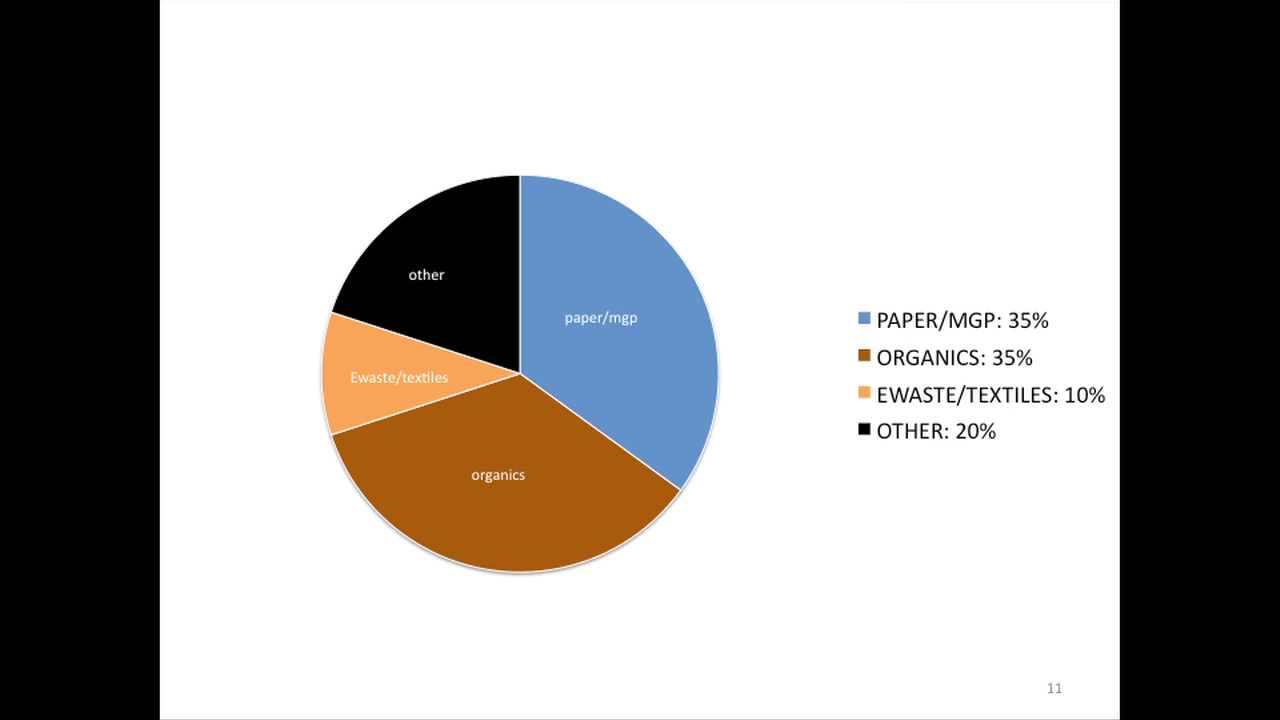 other
paper/mgp
Ewaste/textiles
organics
PAPER/MGP: 35%
ORGANICS: 35%
EWASTE/TEXTILES: 10%
OTHER: 20%
11